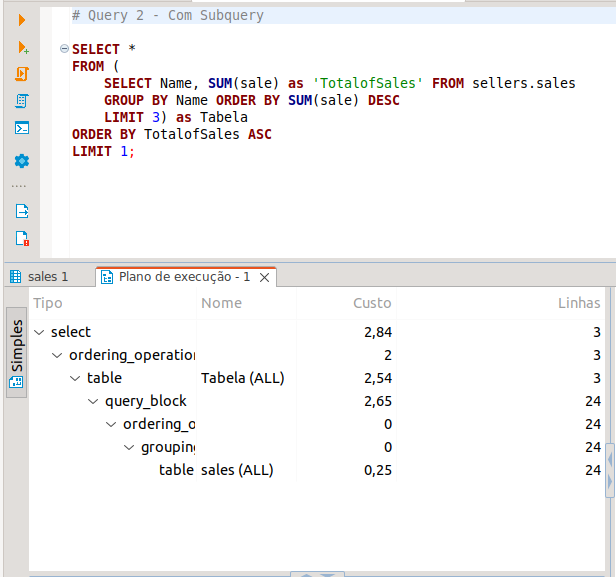 # Query 2 - Com Subquery
SELECT *
FROM (
SELECT Name, SUM(sale) as 'TotalofSales' FROM sellers.sales
GROUP BY Name ORDER BY SUM(sale) DESC
LIMIT 3) as Tabela
ORDER BY TotalofSales ASC
LIMIT 1;
sales 1 Plano de execução - 1
Simples
Tipo Nome Custo Linhas
select 2,84 3
ordering_operation 2 3
table Tabela (ALL) 2,54 3
query_block 2,65 24
ordering_o 0 24
grouping 0 24
table sales (ALL) 0,25 24